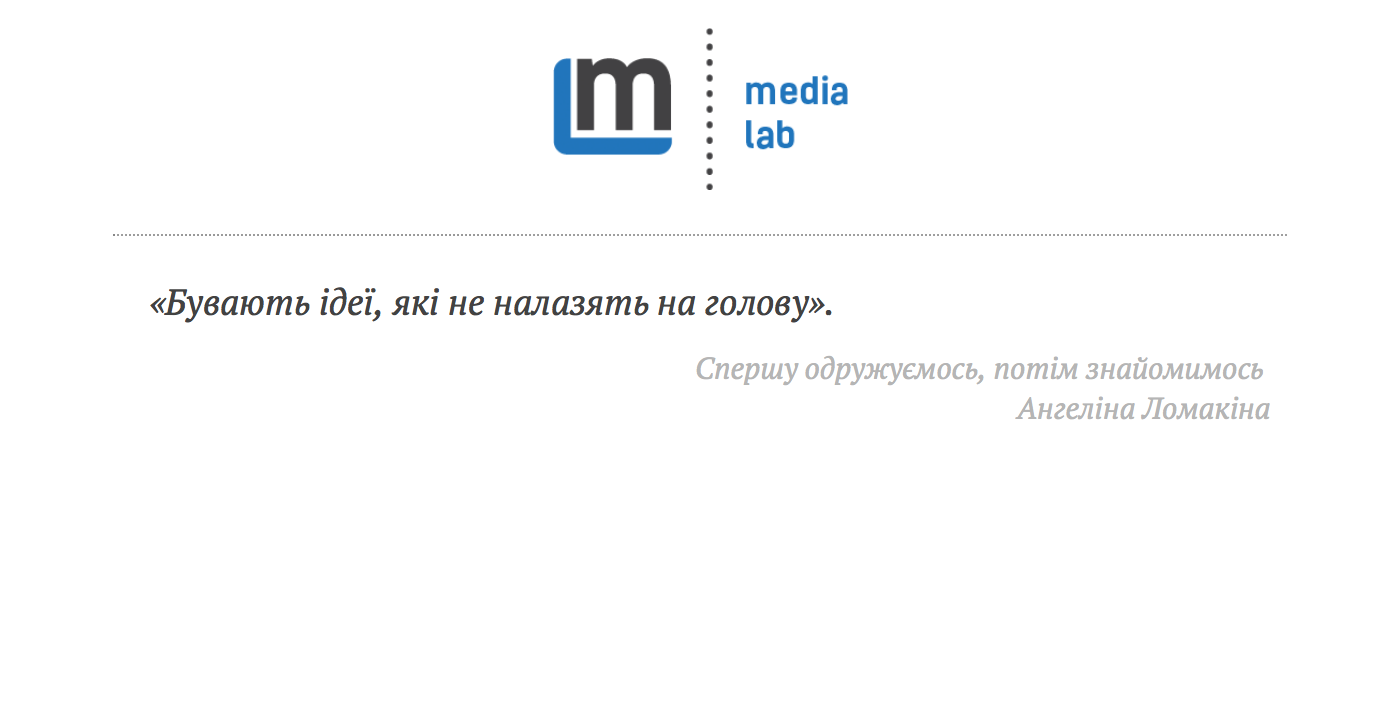 m
media
lab
«Бувають ідеї, які не налазять на голову».
Спершу одружуємось, потім знайомимось
Ангеліна Ломакіна